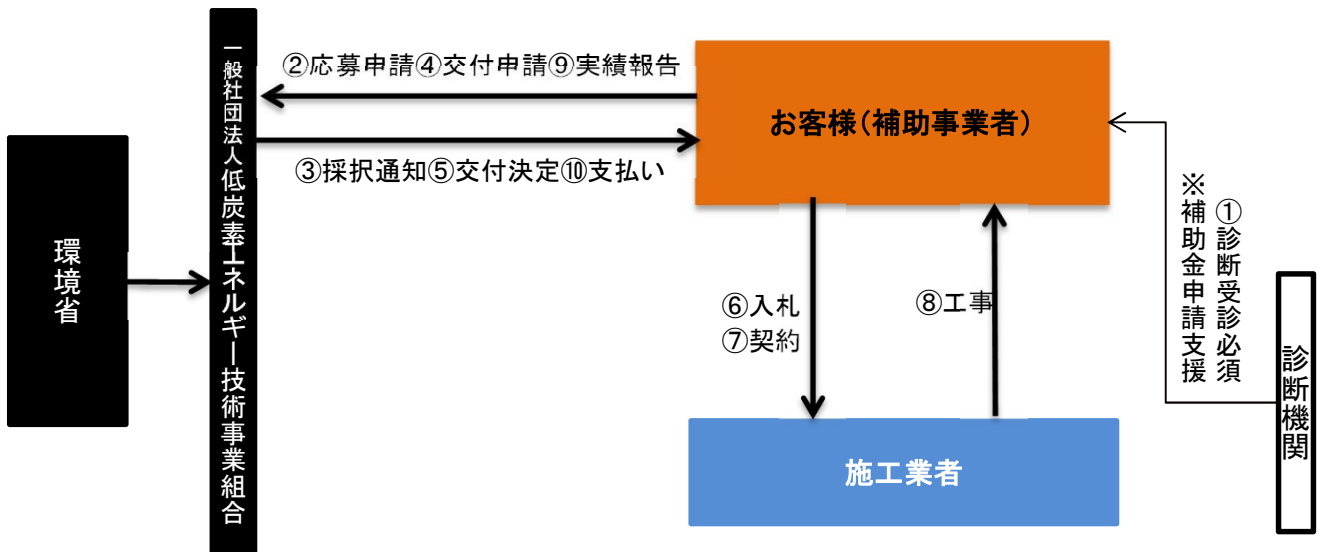 環境省
一般社団法人低炭素エネルギー技術事業組合
②応募申請④交付申請⑨実績報告
③採択通知⑤交付決定⑩支払い
お客様(補助事業者)
⑥入札
⑦契約
⑧工事
施工業者
①診断受診必須
※補助金申請支援
診断機関